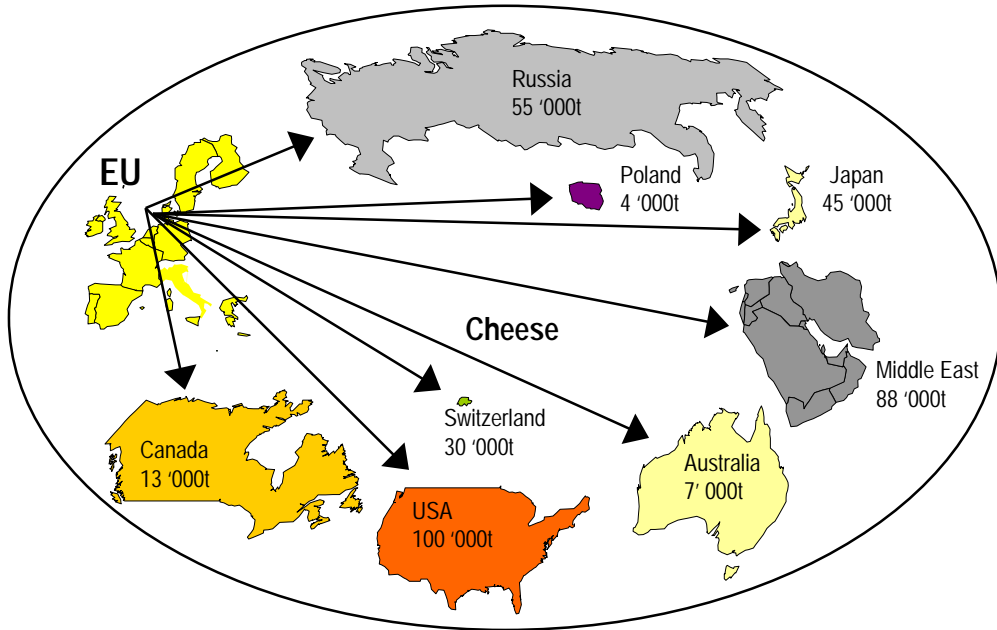 Russia
55 ‘000t
EU
Poland
4 ‘000t
Japan
45 ‘000t
Cheese
Middle East
88 ‘000t
Switzerland
30 ‘000t
Canada
13 ‘000t
Australia
7’ 000t
USA
100 ‘000t